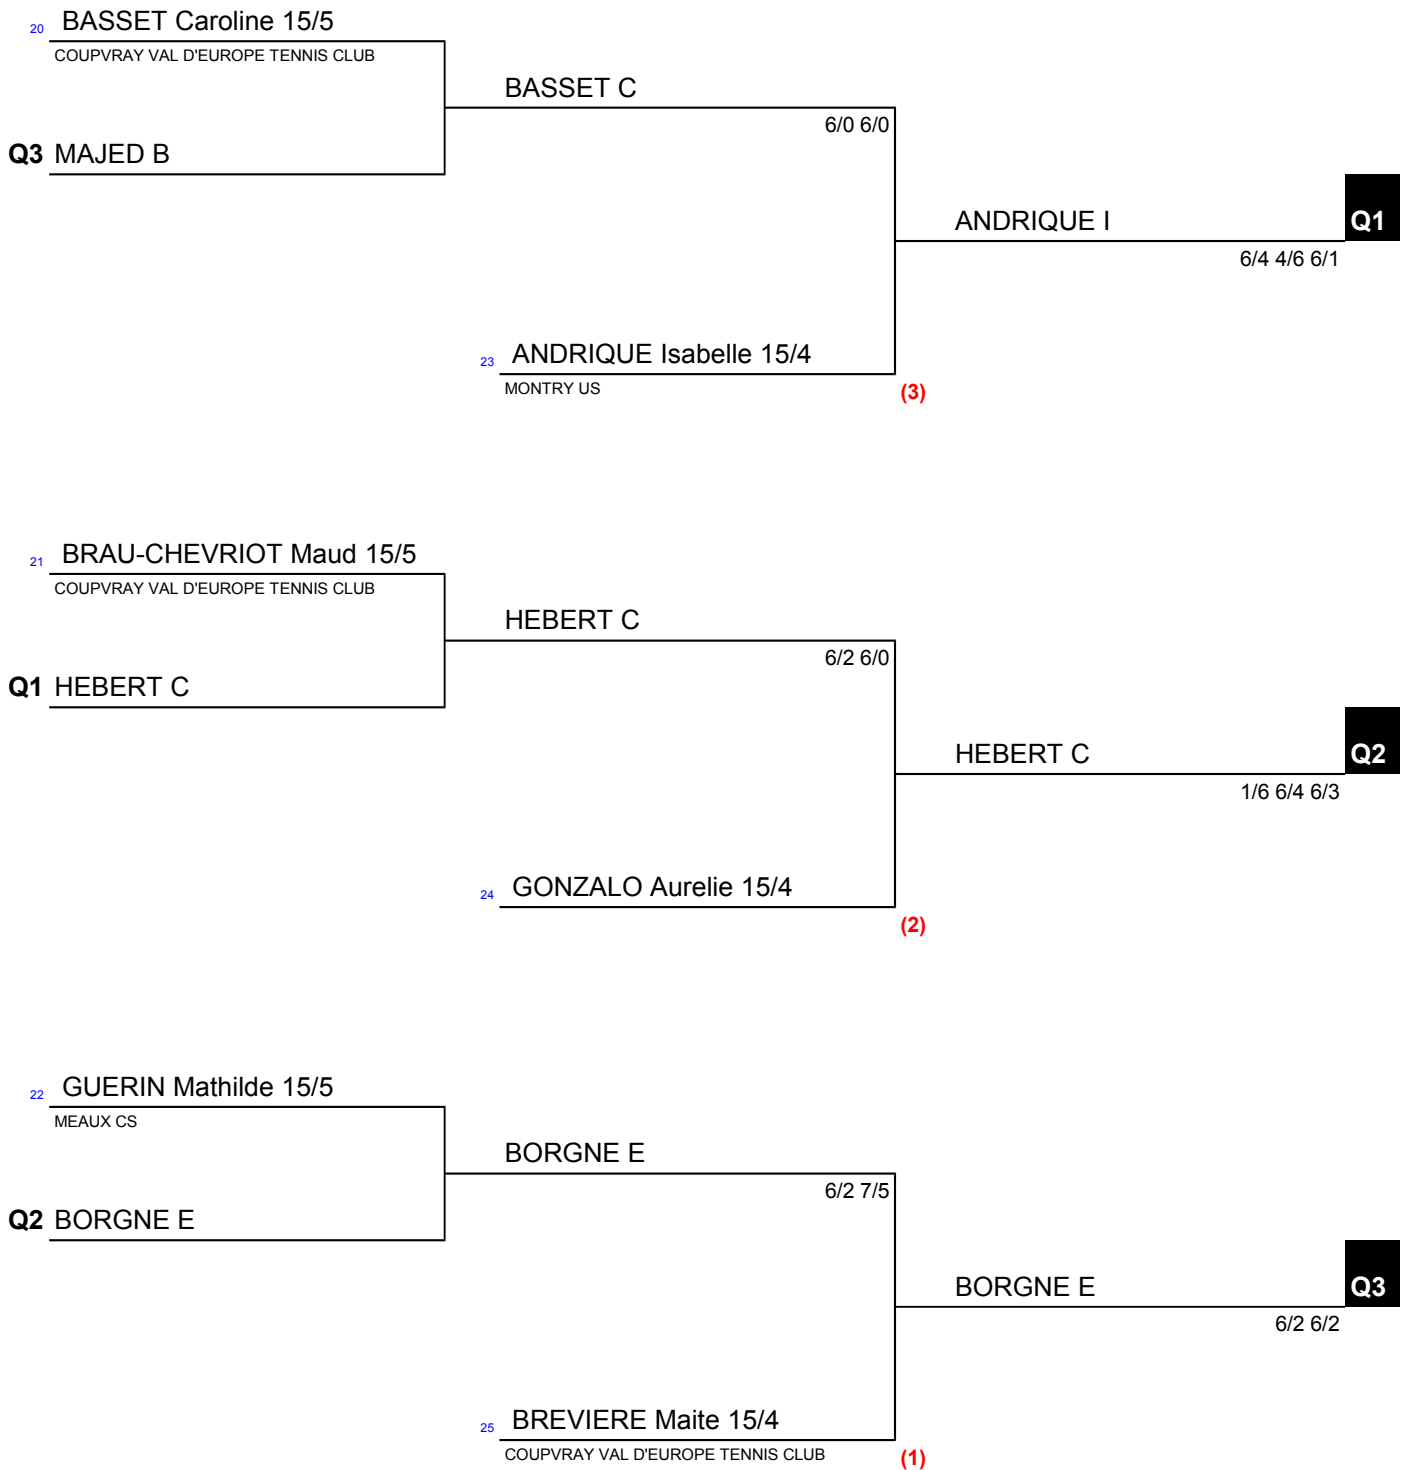 20 BASSET Caroline 15/5
COUPVRAY VAL D'EUROPE TENNIS CLUB
BASSET C
6/0 6/0
Q3 MAJED B
ANDRIQUE I
Q1
6/4 4/6 6/1
23 ANDRIQUE Isabelle 15/4
MONTRY US
(3)
21 BRAU-CHEVRIOT Maud 15/5
COUPVRAY VAL D'EUROPE TENNIS CLUB
HEBERT C
6/2 6/0
Q1 HEBERT C
HEBERT C
Q2
1/6 6/4 6/3
24 GONZALO Aurelie 15/4
(2)
22 GUERIN Mathilde 15/5
MEAUX CS
BORGNE E
6/2 7/5
Q2 BORGNE E
BORGNE E
Q3
6/2 6/2
25 BREVIERE Maite 15/4
COUPVRAY VAL D'EUROPE TENNIS CLUB
(1)